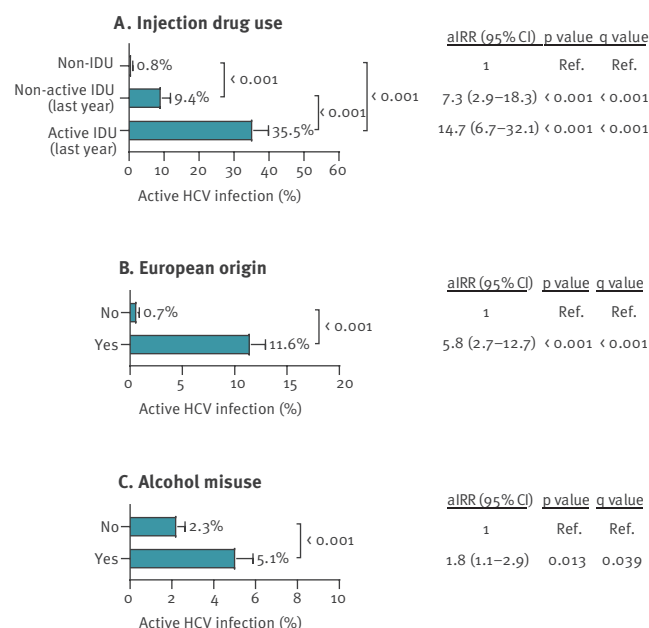 A. Injection drug use
aIRR (95% CI) p value q value
Non-IDU 0.8% 1 Ref. Ref.
Non-active IDU
(last year) 9.4% < 0.001 7.3 (2.9–18.3) < 0.001 < 0.001
Active IDU
(last year) 35.5% < 0.001 < 0.001 14.7 (6.7–32.1) < 0.001 < 0.001
0 10 20 30 40 50 60
Active HCV infection (%)
B. European origin
aIRR (95% CI) p value q value
No 0.7% 1 Ref. Ref.
< 0.001
Yes 11.6% 5.8 (2.7–12.7) < 0.001 < 0.001
0 5 10 15 20
Active HCV infection (%)
C. Alcohol misuse
aIRR (95% CI) p value q value
No 2.3% 1 Ref. Ref.
< 0.001
Yes 5.1% 1.8 (1.1–2.9) 0.013 0.039
0 2 4 6 8 10
Active HCV infection (%)